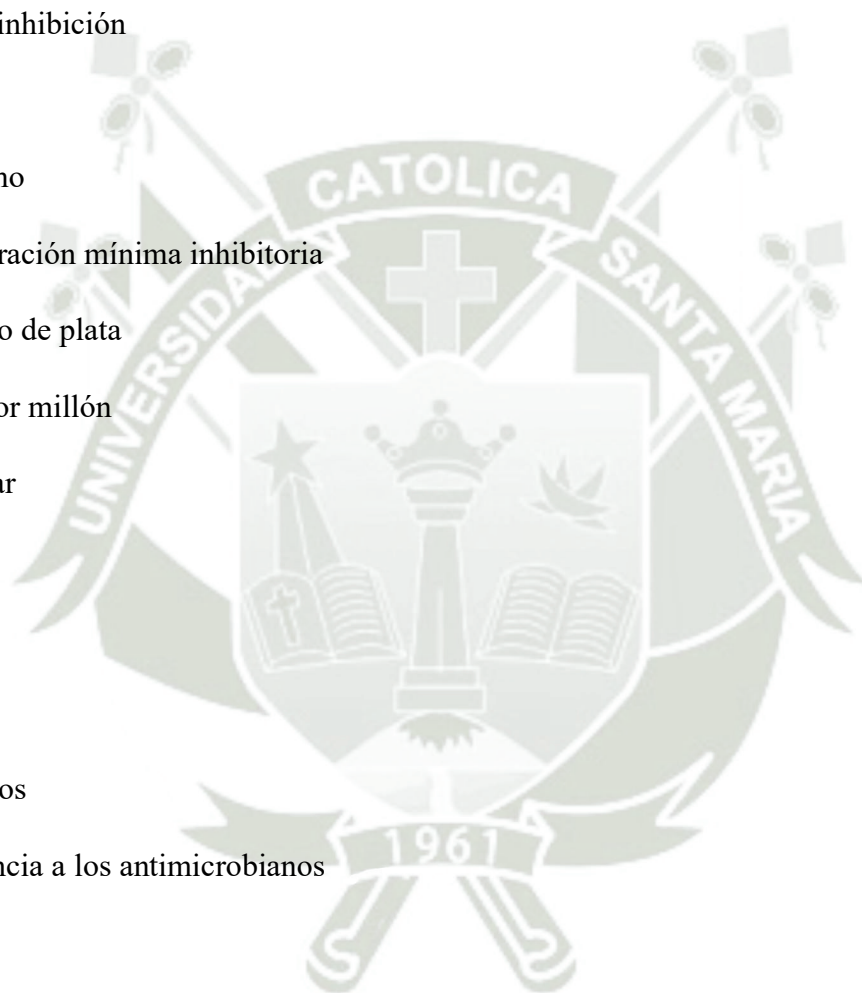 inhibición
CATOLICA
no
ración mínima inhibitoria
UNIVERSIDAD
SANTA MARIA
o de plata
or millón
ar
os
1961
ncia a los antimicrobianos